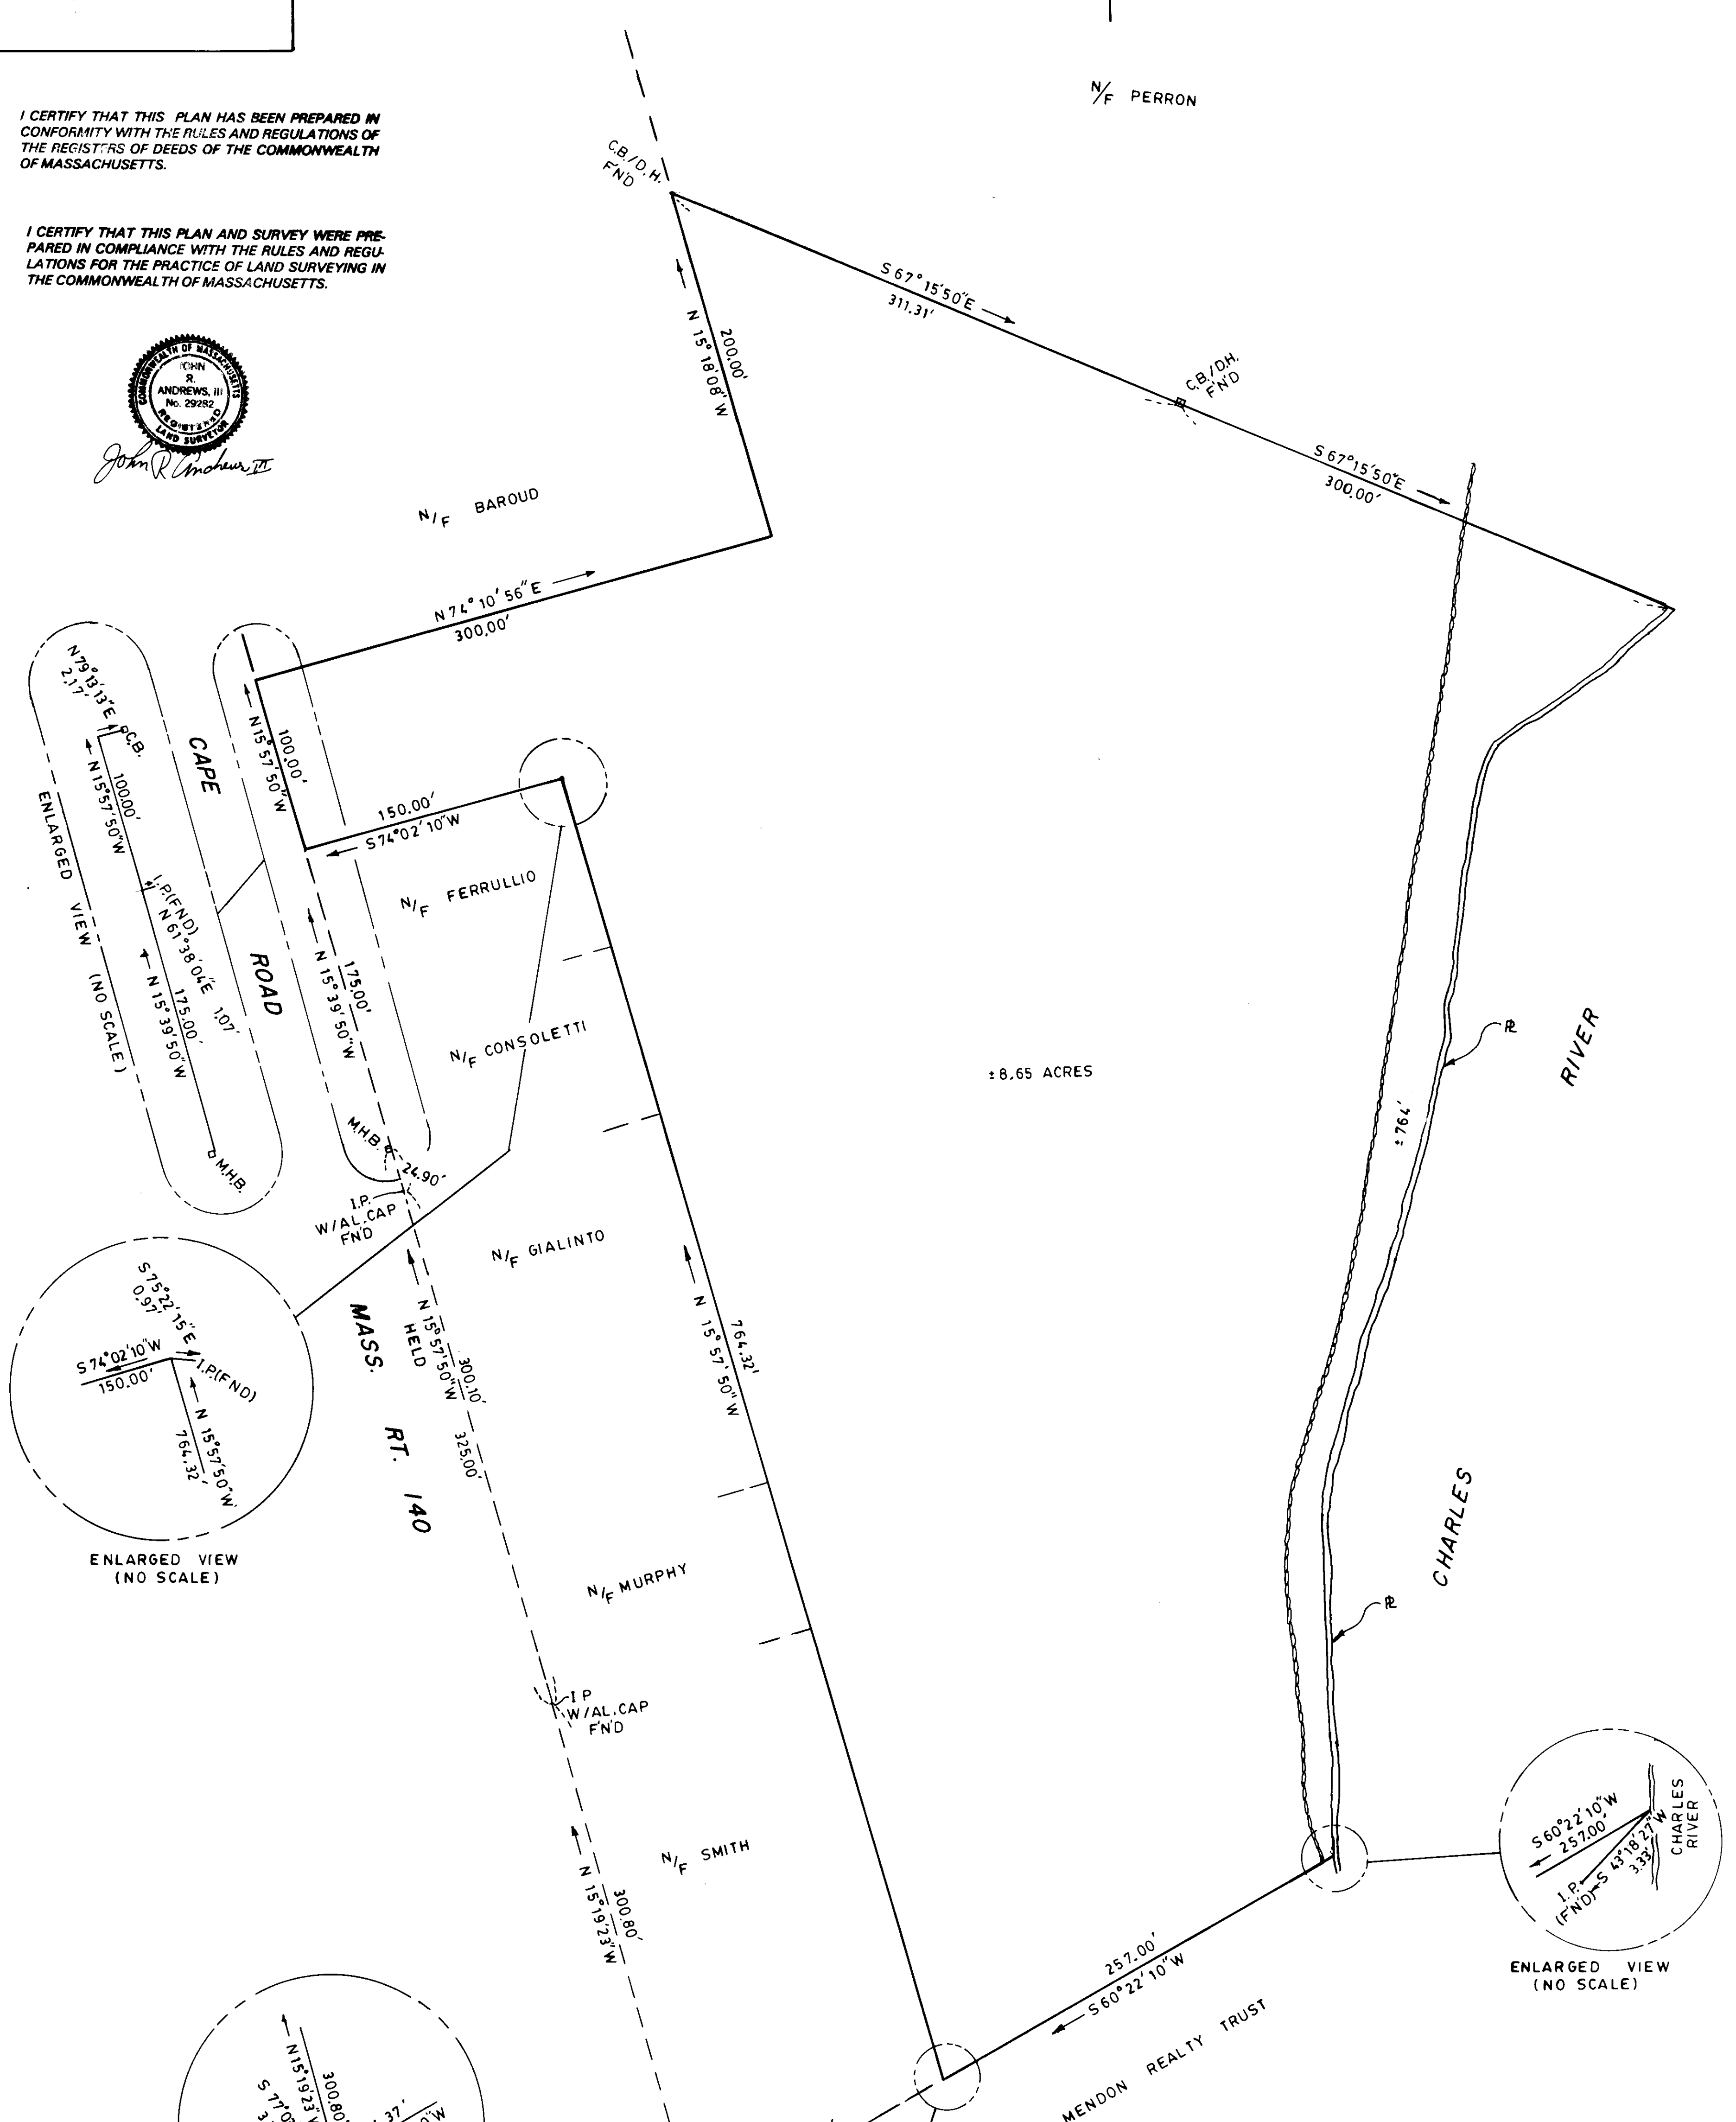 I CERTIFY THAT THIS PLAN HAS BEEN PREPARED IN
CONFORMITY WITH THE RULES AND REGULATIONS OF
THE REGISTERS OF DEEDS OF THE COMMONWEALTH
OF MASSACHUSETTS.
I CERTIFY THAT THIS PLAN AND SURVEY WERE PRE-
PARED IN COMPLIANCE WITH THE RULES AND REGU-
LATIONS FOR THE PRACTICE OF LAND SURVEYING IN
THE COMMONWEALTH OF MASSACHUSETTS.
COMMONWEALTH OF MASSACHUSETTS
JOHN
R.
ANDREWS, III
No. 29282
REGISTERED
LAND SURVEYOR
John R Andrews III
N/F PERRON
C.B./D.H.
F'N'D
S 67° 15' 50" E
311.31'
200.00'
N 15° 18' 08" W
C.B./D.H.
F'N'D
S 67° 15' 50" E
300.00'
N/F BAROUD
N 74° 10' 56" E
300.00'
N 79° 13' 13" E
2.17'
C.B.
100.00'
N 15° 57' 50" W
ENLARGED VIEW (NO SCALE)
I.P.(FND)
N 61° 38' 04" E 1.07'
175.00'
N 15° 39' 50" W
M.H.B.
CAPE
ROAD
100.00'
N 15° 57' 50" W
150.00'
S 74° 02' 10" W
N/F FERRULLIO
175.00'
N 15° 39' 50" W
N/F CONSOLETTI
M.H.B.
24.90'
I.P.
W/AL.CAP
F'N'D
N/F GIALINTO
±8.65 ACRES
±764'
PL
RIVER
CHARLES
PL
S 75° 22' 15" E
0.97'
S 74° 02' 10" W
150.00'
I.P.(FND)
N 15° 57' 50" W
764.32'
ENLARGED VIEW
(NO SCALE)
MASS. RT. 140
N 15° 57' 50" W
HELD
300.10'
325.00'
764.32'
N 15° 57' 50" W
N/F MURPHY
I P
W/AL.CAP
F'N'D
N/F SMITH
300.80'
N 15° 19' 23" W
257.00'
S 60° 22' 10" W
MENDON REALTY TRUST
S 60° 22' 10" W
257.00'
S 43° 18' 27" W
3.33'
I.P.
(F'N'D)
CHARLES
RIVER
ENLARGED VIEW
(NO SCALE)
300.80'
N 15° 19' 23"